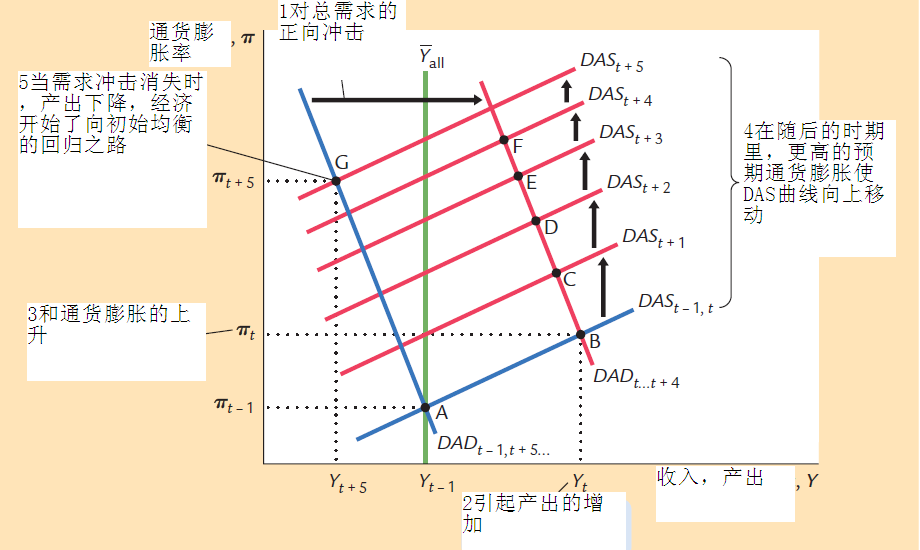 1对总需求的
正向冲击
通货膨
胀率
, π
Y̅all
5当需求冲击消失时
，产出下降，经济
开始了向初始均衡
的回归之路
DASt+5
DASt+4
DASt+3
DASt+2
DASt+1
DASt−1, t
4在随后的时期
里，更高的预
期通货膨胀使
DAS曲线向上移
动
G
F
E
D
C
B
A
πt+5
3和通货膨胀的上
升
πt
πt−1
DADt...t+4
DADt−1,t+5...
Yt+5
Yt−1
Yt
收入，产出
, Y
2引起产出的增
加